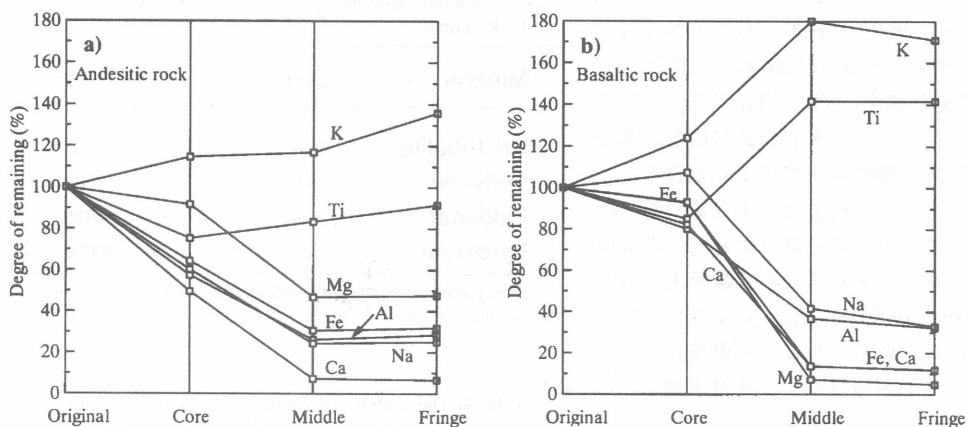 a)
Andesitic rock
Degree of remaining (%)
180
160
140
120
100
80
60
40
20
0
K
Ti
Mg
Fe
Al
Na
Ca
Original
Core
Middle
Fringe
b)
Basaltic rock
Degree of remaining (%)
180
160
140
120
100
80
60
40
20
0
K
Ti
Fe
Ca
Na
Al
Fe, Ca
Mg
Original
Core
Middle
Fringe